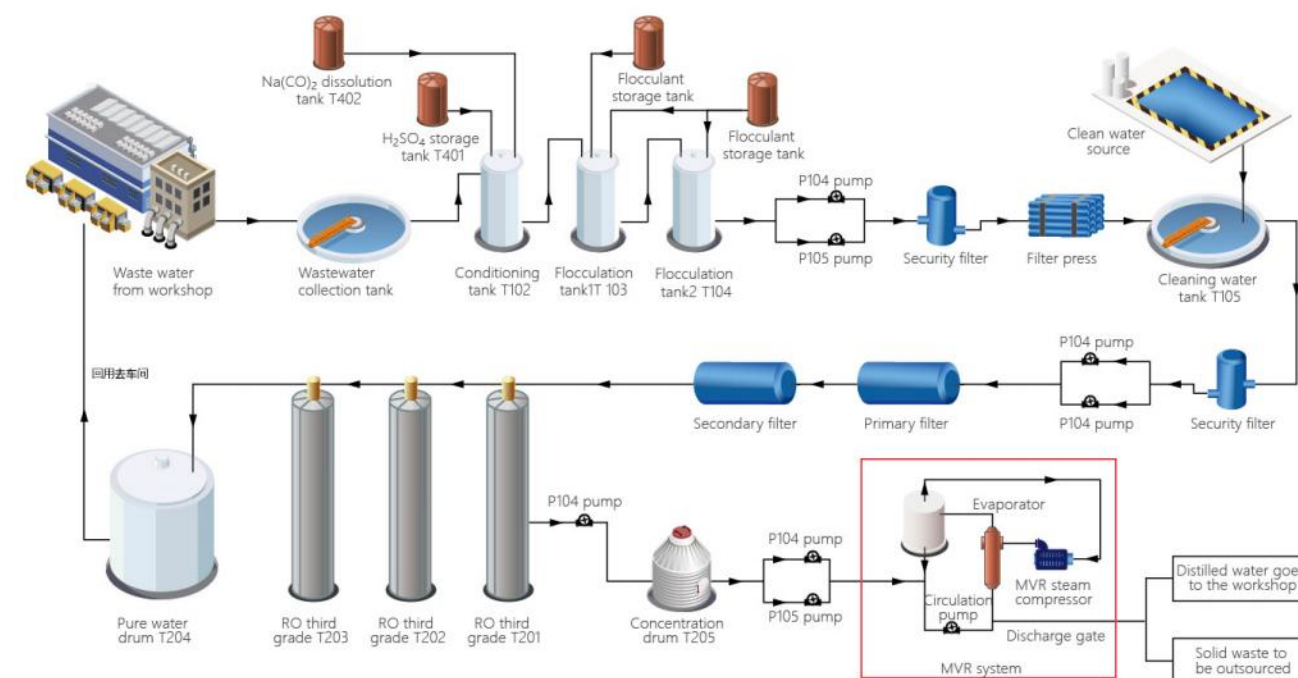 Na(CO)₂ dissolution
tank T402
H₂SO₄ storage
tank T401
Flocculant
storage tank
Flocculant
storage tank
Clean water
source
Waste water
from workshop
Wastewater
collection tank
Conditioning
tank T102
Flocculation
tank1T 103
Flocculation
tank2 T104
P104 pump
P105 pump
Security filter
Filter press
Cleaning water
tank T105
回用去车间
Secondary filter
Primary filter
P104 pump
P104 pump
Security filter
Pure water
drum T204
RO third
grade T203
RO third
grade T202
RO third
grade T201
P104 pump
Concentration
drum T205
P104 pump
P105 pump
Evaporator
MVR steam
compressor
Circulation
pump
Discharge gate
MVR system
Distilled water goe
to the workshop
Solid waste to
be outsourced